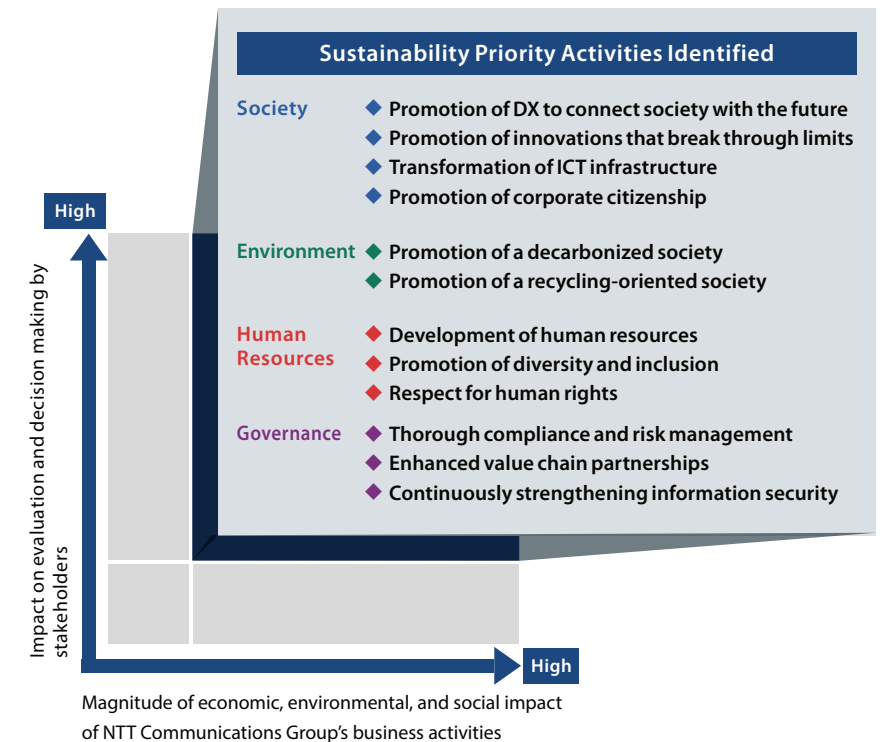 Sustainability Priority Activities Identified
Society
◆ Promotion of DX to connect society with the future
◆ Promotion of innovations that break through limits
◆ Transformation of ICT infrastructure
◆ Promotion of corporate citizenship
Environment
◆ Promotion of a decarbonized society
◆ Promotion of a recycling-oriented society
Human
Resources
◆ Development of human resources
◆ Promotion of diversity and inclusion
◆ Respect for human rights
Governance
◆ Thorough compliance and risk management
◆ Enhanced value chain partnerships
◆ Continuously strengthening information security
High
Impact on evaluation and decision making by
stakeholders
High
Magnitude of economic, environmental, and social impact
of NTT Communications Group's business activities